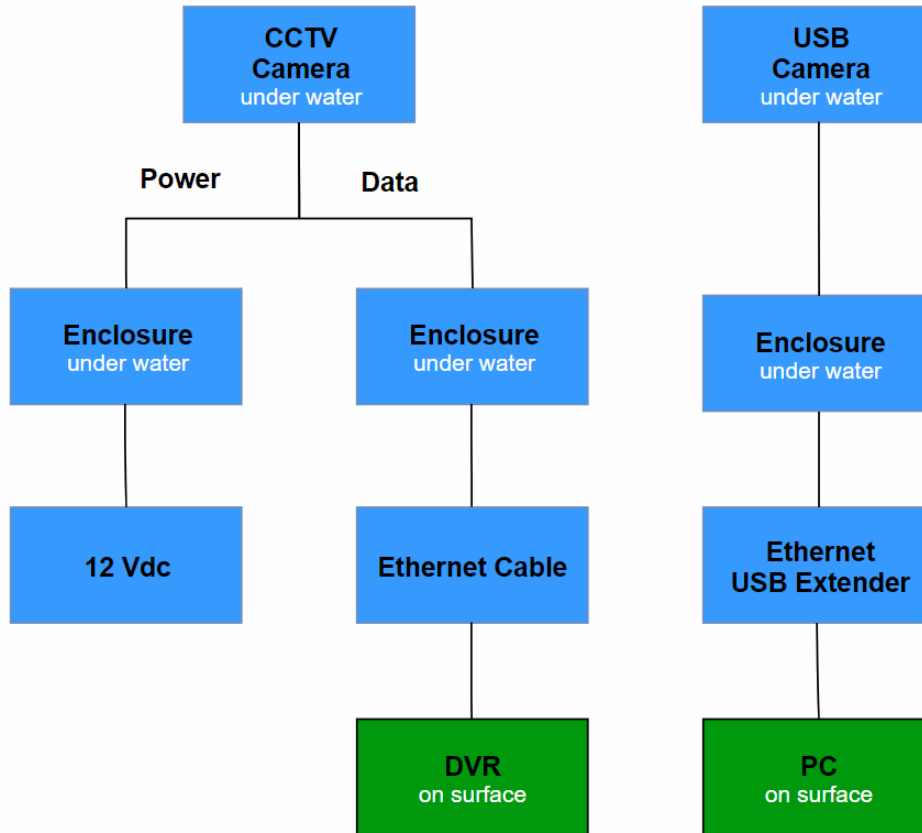 CCTV
Camera
under water
USB
Camera
under water
Power
Data
Enclosure
under water
Enclosure
under water
Enclosure
under water
12 Vdc
Ethernet Cable
Ethernet
USB Extender
DVR
on surface
PC
on surface